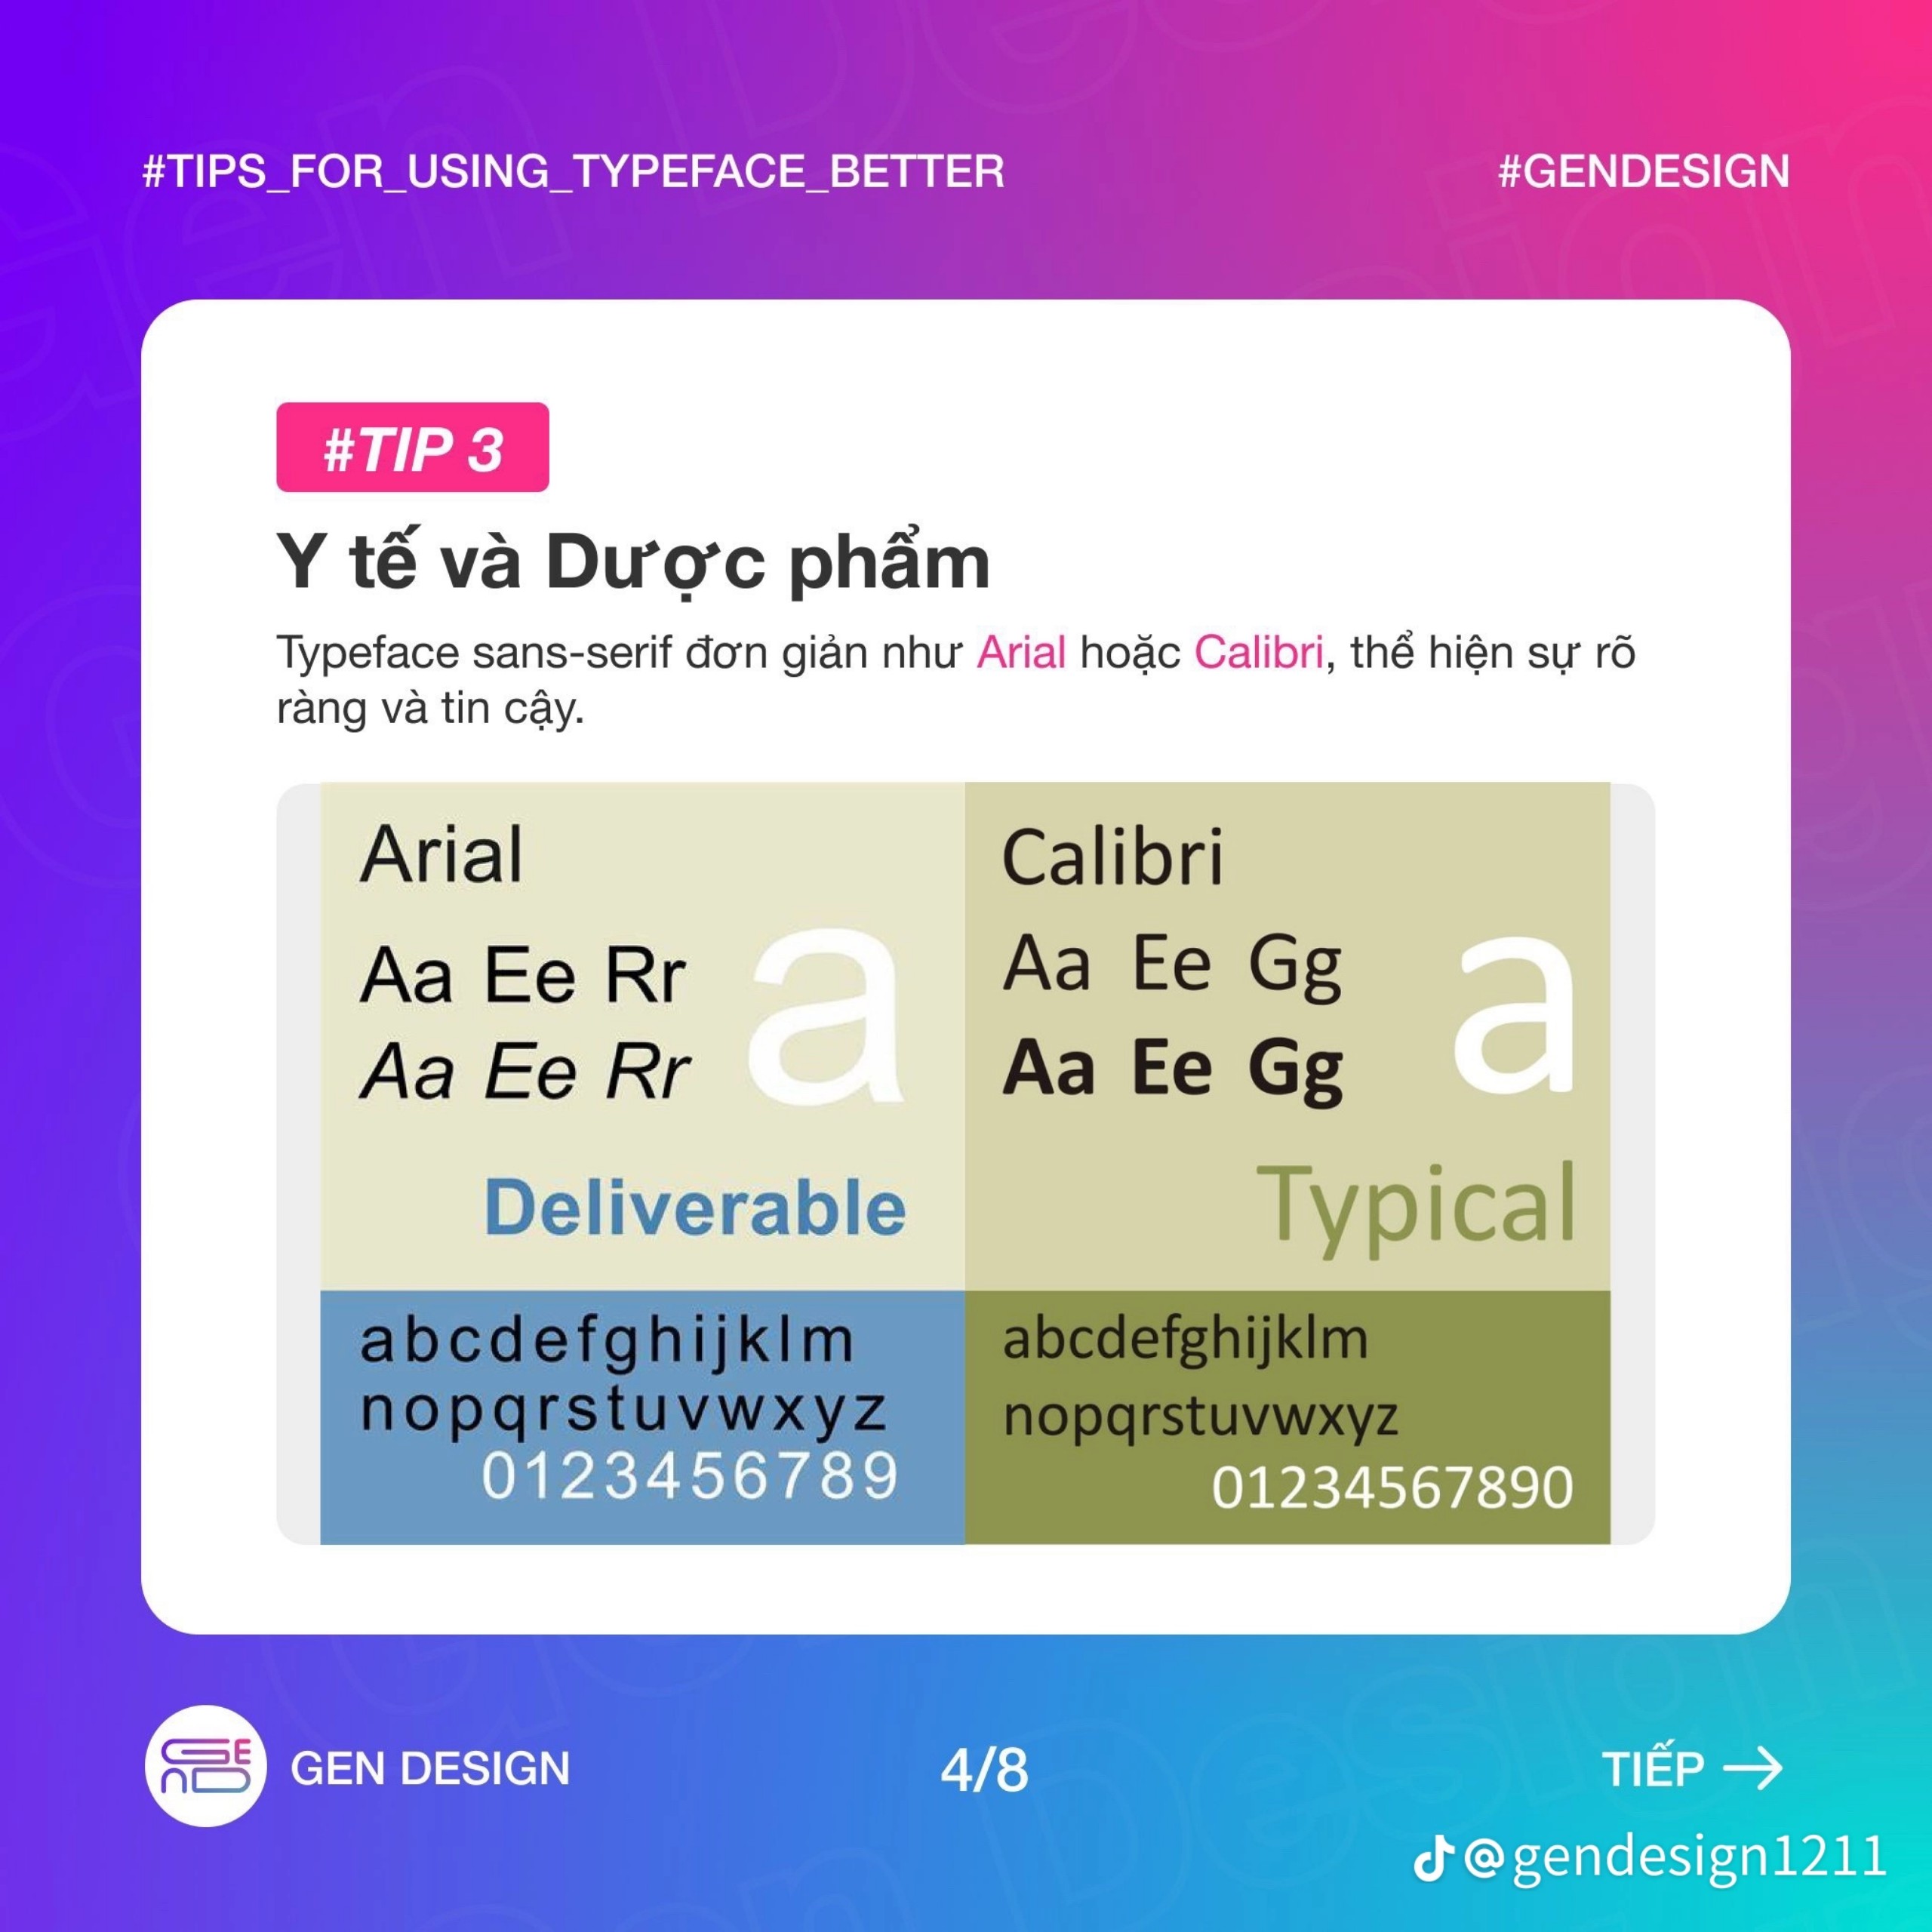 #TIPS_FOR_USING_TYPEFACE_BETTER
#GENDESIGN
#TIP 3
Y tế và Dược phẩm
Typeface sans-serif đơn giản như Arial hoặc Calibri, thể hiện sự rõ
ràng và tin cậy.
Arial
Aa Ee Rr
Aa Ee Rr
a
Deliverable
abcdefghijklm
nopqrstuvwxyz
0123456789
Calibri
Aa Ee Gg
Aa Ee Gg
a
Typical
abcdefghijklm
nopqrstuvwxyz
01234567890
GEN DESIGN
4/8
TIẾP →
@gendesign1211